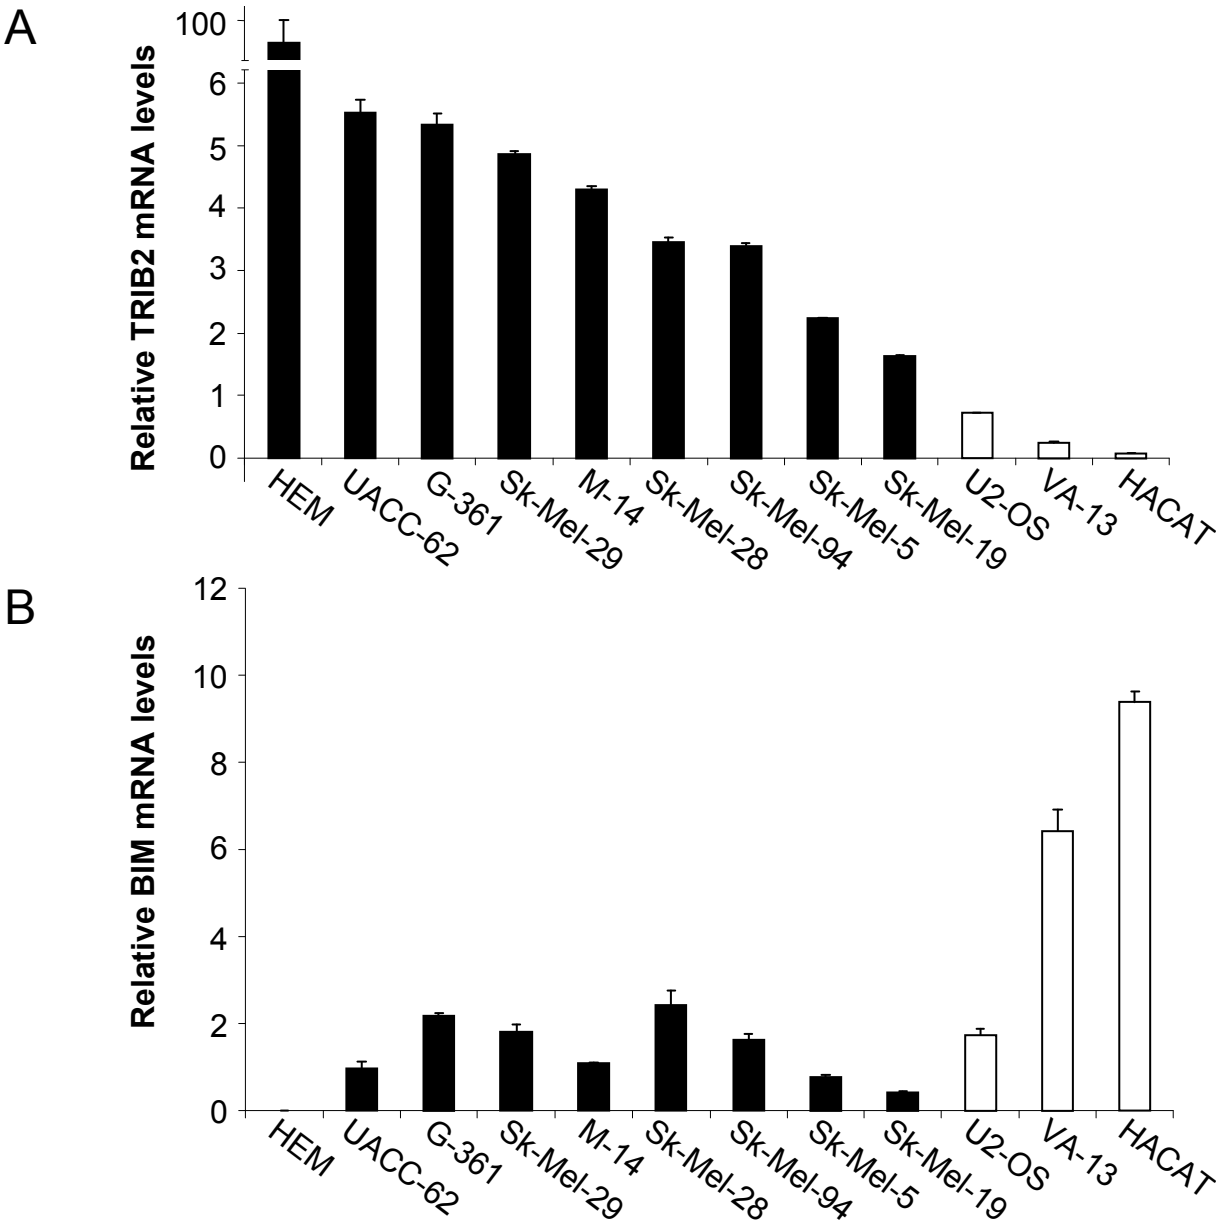 A
Relative TRIB2 mRNA levels
100
6
5
4
3
2
1
0
HEM
UACC-62
G-361
Sk-Mel-29
M-14
Sk-Mel-28
Sk-Mel-94
Sk-Mel-5
Sk-Mel-19
U2-OS
VA-13
HACAT
B
Relative BIM mRNA levels
12
10
8
6
4
2
0
HEM
UACC-62
G-361
Sk-Mel-29
M-14
Sk-Mel-28
Sk-Mel-94
Sk-Mel-5
Sk-Mel-19
U2-OS
VA-13
HACAT